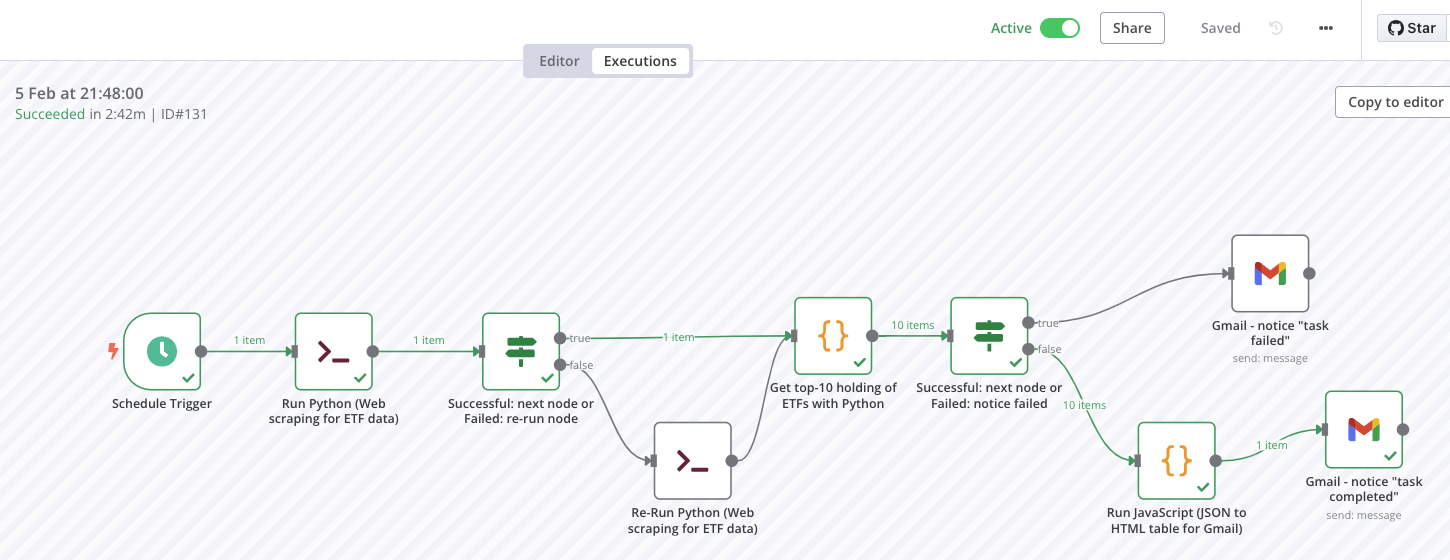 Active
Share
Saved
Star
Editor
Executions
5 Feb at 21:48:00
Succeeded in 2:42m | ID#131
Copy to editor
1 item
Schedule Trigger
1 item
Run Python (Web
scraping for ETF data)
true
false
Successful: next node or
Failed: re-run node
1 item
Re-Run Python (Web
scraping for ETF data)
{}
Get top-10 holding of
ETFs with Python
10 items
true
false
Successful: next node or
Failed: notice failed
Gmail - notice "task
failed"
send: message
10 items
{}
Run JavaScript (JSON to
HTML table for Gmail)
1 item
Gmail - notice "task
completed"
send: message